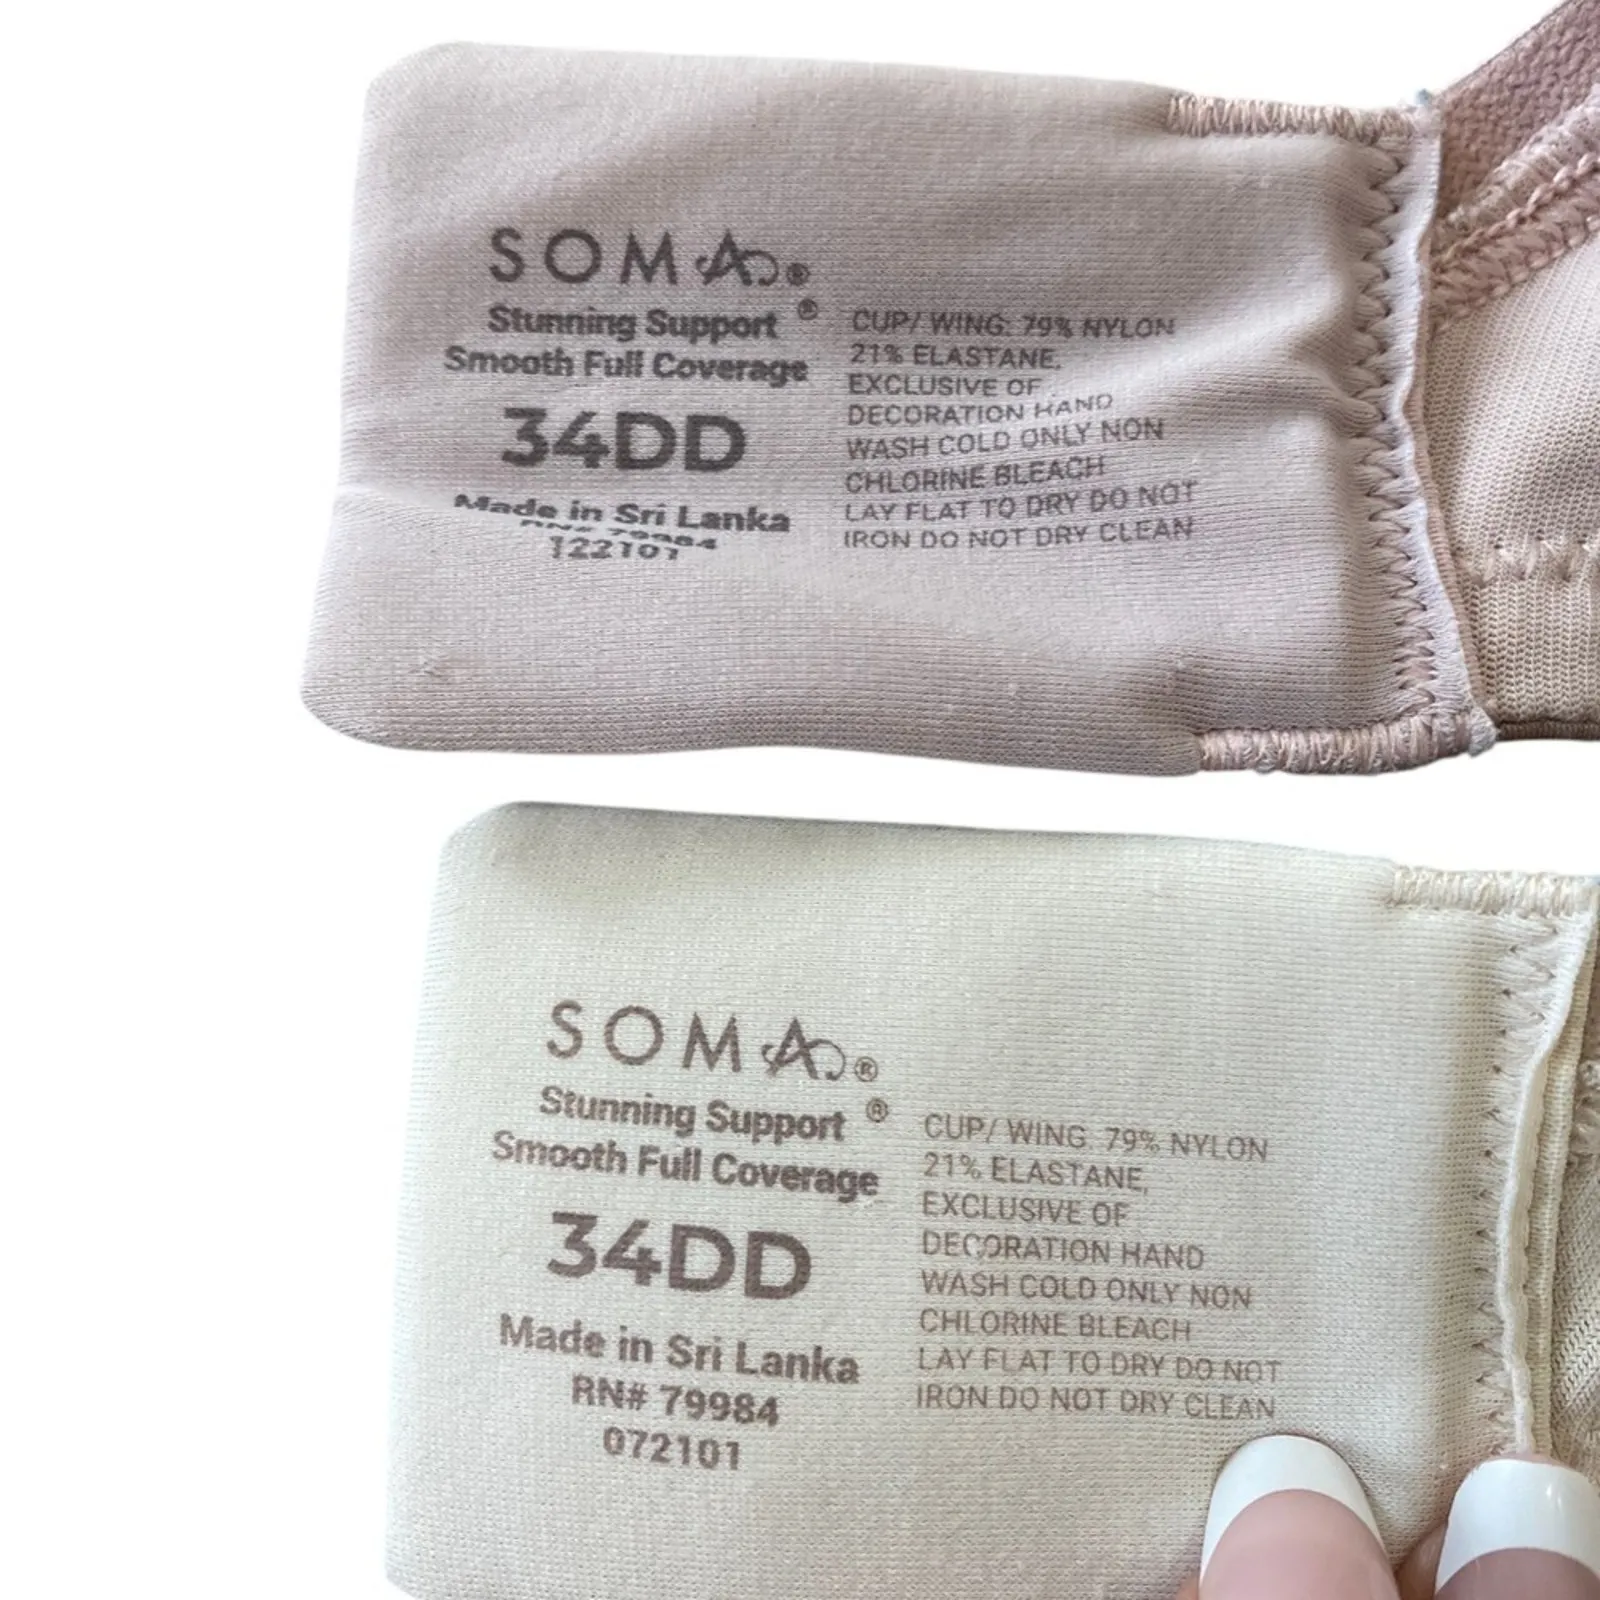 SOMA®
Stunning Support ®
Smooth Full Coverage
34DD
Made in Sri Lanka
RN# 79984
122101
CUP/ WING: 79% NYLON
21% ELASTANE,
EXCLUSIVE OF
DECORATION HAND
WASH COLD ONLY NON
CHLORINE BLEACH
LAY FLAT TO DRY DO NOT
IRON DO NOT DRY CLEAN
SOMA®
Stunning Support ®
Smooth Full Coverage
34DD
Made in Sri Lanka
RN# 79984
072101
CUP/ WING: 79% NYLON
21% ELASTANE,
EXCLUSIVE OF
DECORATION HAND
WASH COLD ONLY NON
CHLORINE BLEACH
LAY FLAT TO DRY DO NOT
IRON DO NOT DRY CLEAN